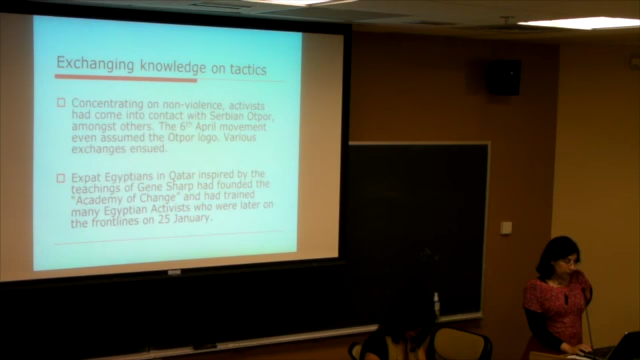 Exchanging knowledge on tactics
Concentrating on non-violence, activists
had come into contact with Serbian Otpor,
amongst others. The 6th April movement
even assumed the Otpor logo. Various
exchanges ensued.
Expat Egyptians in Qatar inspired by the
teachings of Gene Sharp had founded the
“Academy of Change” and had trained
many Egyptian Activists who were later on
the frontlines on 25 January.